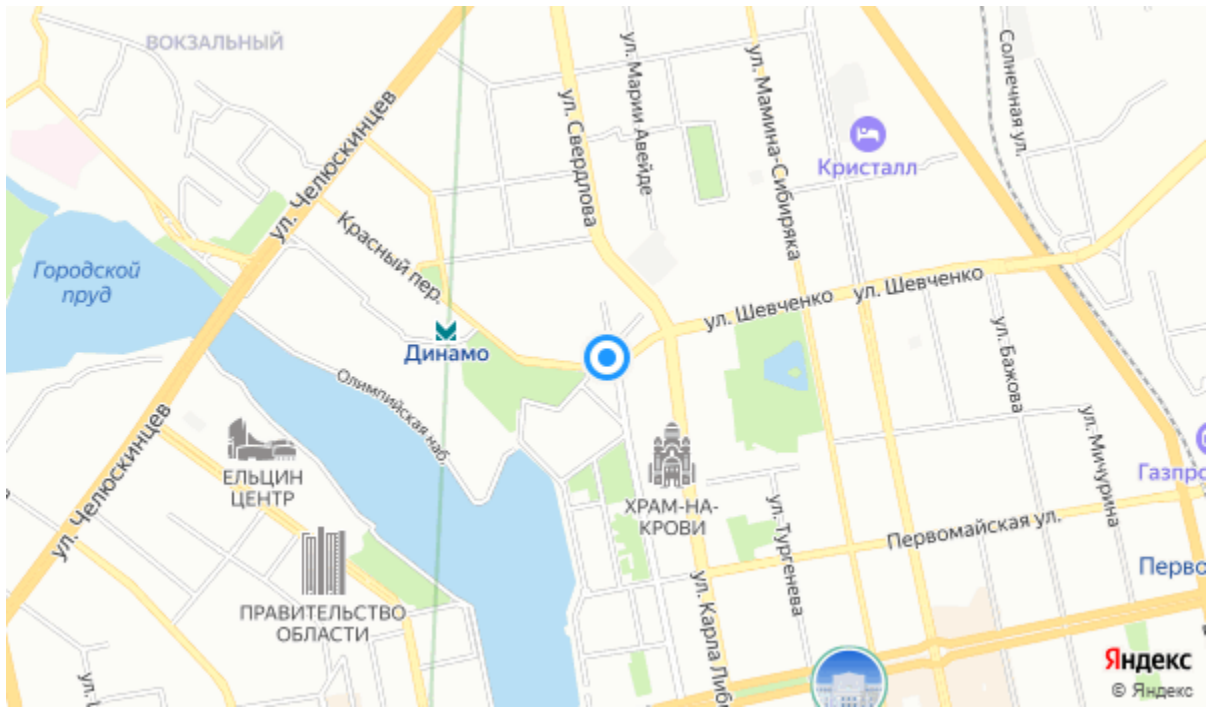 ВОКЗАЛЬНЫЙ
ул. Челюскинцев
ул. Свердлова
ул. Марии Авейде
ул. Мамина-Сибиряка
Солнечная ул.
Кристалл
Городской
пруд
Красный пер.
Динамо
ул. Шевченко
ул. Шевченко
Олимпийская наб.
ул. Бажова
ул. Мичурина
ул. Челюскинцев
ЕЛЬЦИН
ЦЕНТР
ХРАМ-НА-
КРОВИ
Газпро
ул. Тургенева
Первомайская ул.
ПРАВИТЕЛЬСТВО
ОБЛАСТИ
ул. Карла Либ
Перво
ул.
Яндекс
© Яндекс